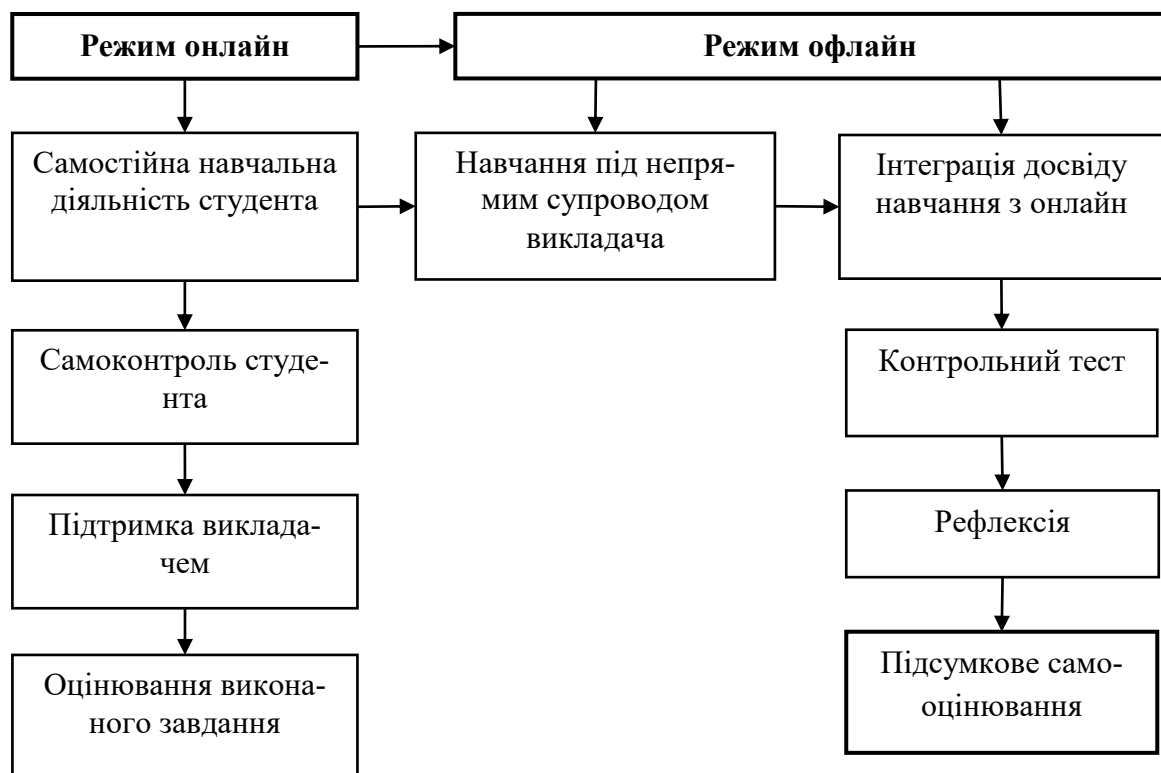 Режим онлайн
Режим офлайн
Самостійна навчальна
діяльність студента
Навчання під непря-
мим супроводом
викладача
Інтеграція досвіду
навчання з онлайн
Самоконтроль студе-
нта
Контрольний тест
Підтримка виклада-
чем
Рефлексія
Оцінювання викона-
ного завдання
Підсумкове само-
оцінювання